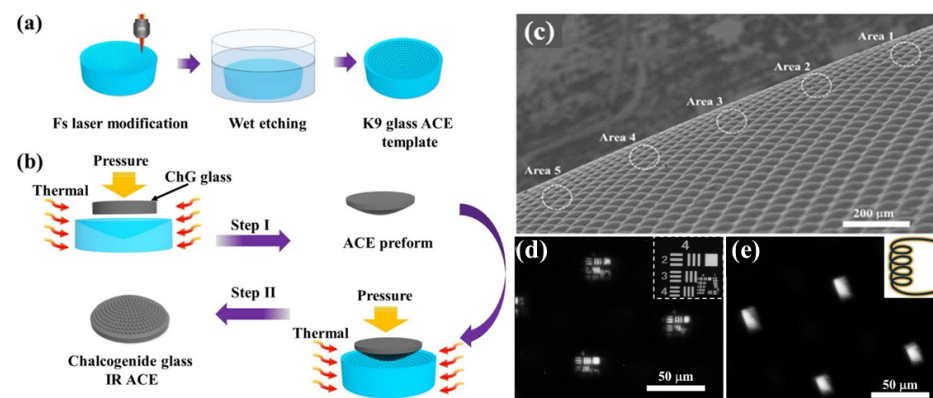 (a)
Fs laser modification
Wet etching
K9 glass ACE
template
(b)
Pressure
ChG glass
Thermal
Step I
ACE preform
Step II
Pressure
Thermal
Chalcogenide glass
IR ACE
(c)
Area 1
Area 2
Area 3
Area 4
Area 5
200 μm
(d)
4
2
3
4
50 μm
(e)
50 μm